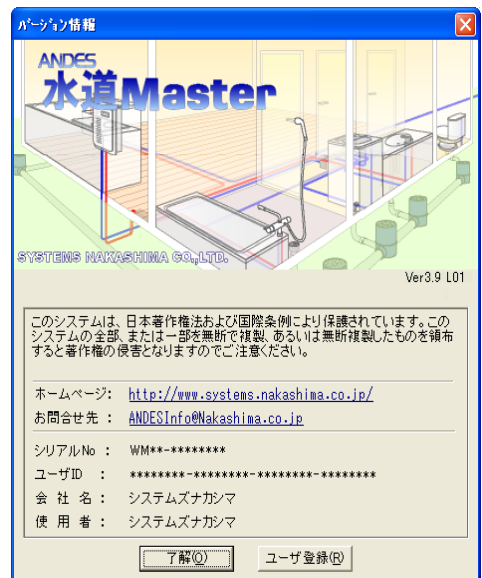 バージョン情報
ANDES
水道Master
SYSTEMS NAKASHIMA CO.,LTD.
Ver3.9 L01
このシステムは、日本著作権法および国際条例により保護されています。この
システムの全部、または一部を無断で複製、あるいは無断複製したものを領布
すると著作権の侵害となりますのでご注意ください。
ホームページ: http://www.systems.nakashima.co.jp/
お問合せ先 : ANDESInfo@Nakashima.co.jp
シリアルNo : WM**-********
ユーザID : ********-********-********-********
会 社 名 : システムズナカシマ
使 用 者 : システムズナカシマ
了解(O) ユーザ登録(R)